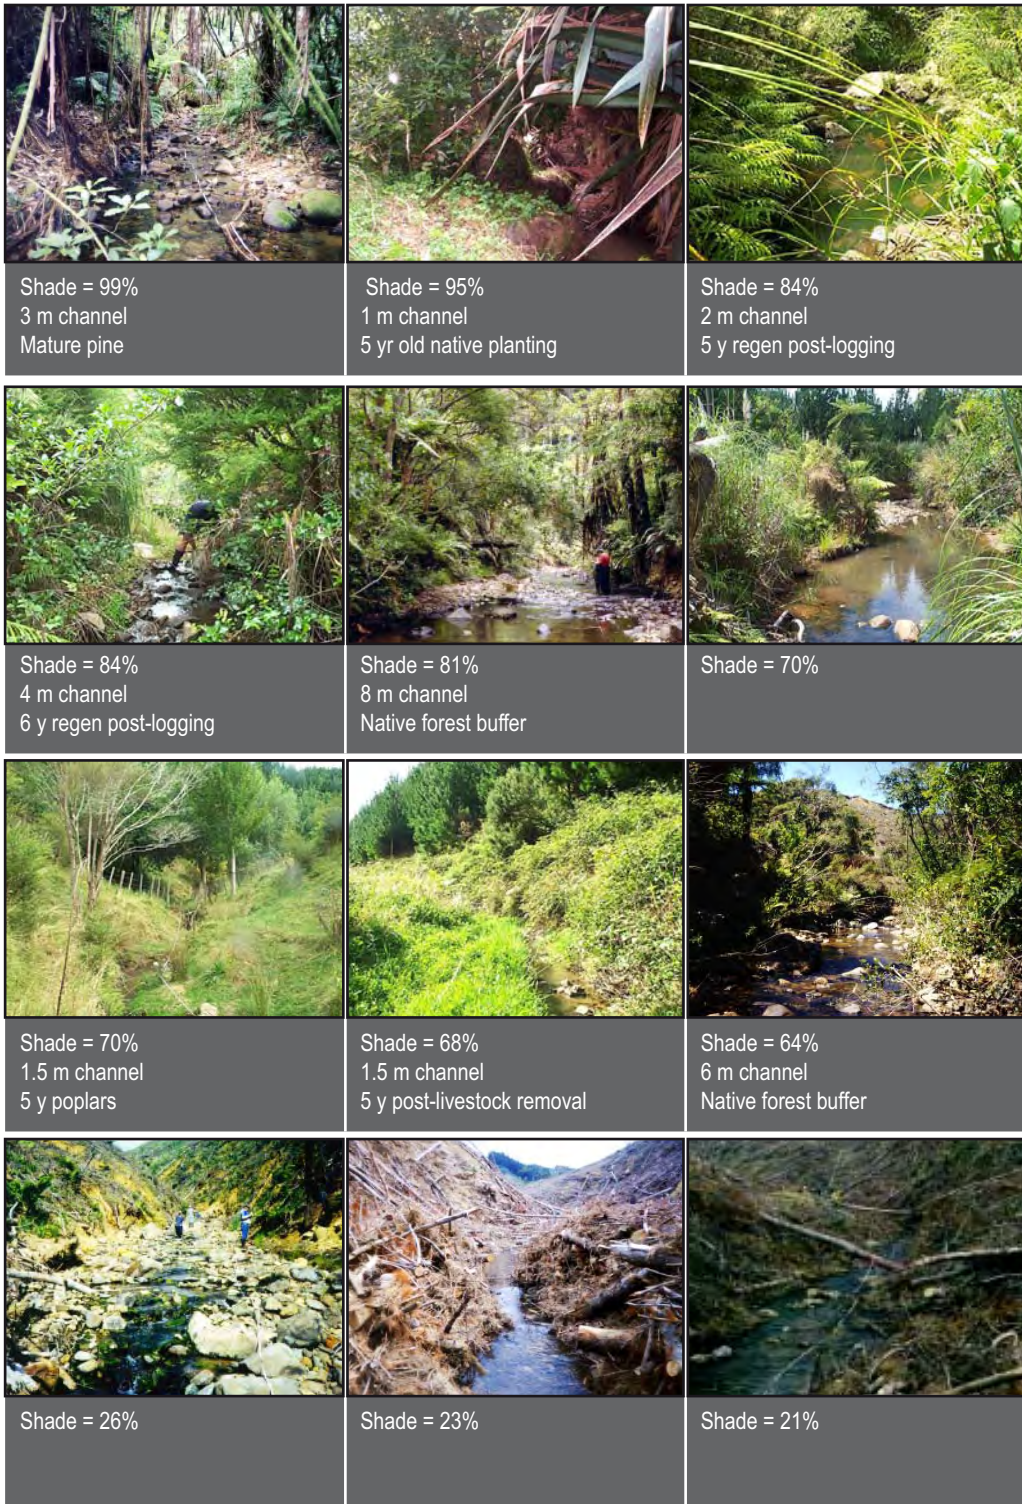 Shade = 99%
3 m channel
Mature pine
Shade = 95%
1 m channel
5 yr old native planting
Shade = 84%
2 m channel
5 y regen post-logging
Shade = 84%
4 m channel
6 y regen post-logging
Shade = 81%
8 m channel
Native forest buffer
Shade = 70%
Shade = 70%
1.5 m channel
5 y poplars
Shade = 68%
1.5 m channel
5 y post-livestock removal
Shade = 64%
6 m channel
Native forest buffer
Shade = 26%
Shade = 23%
Shade = 21%